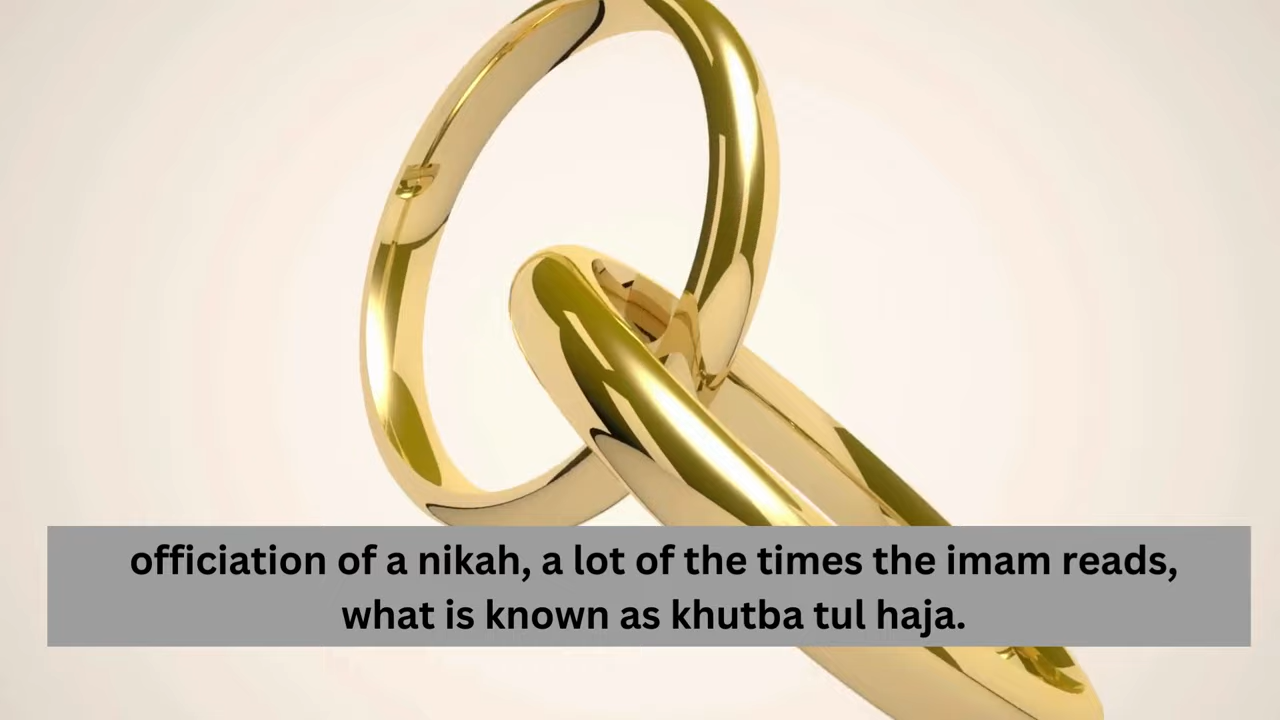 officiation of a nikah, a lot of the times the imam reads,
what is known as khutba tul haja.